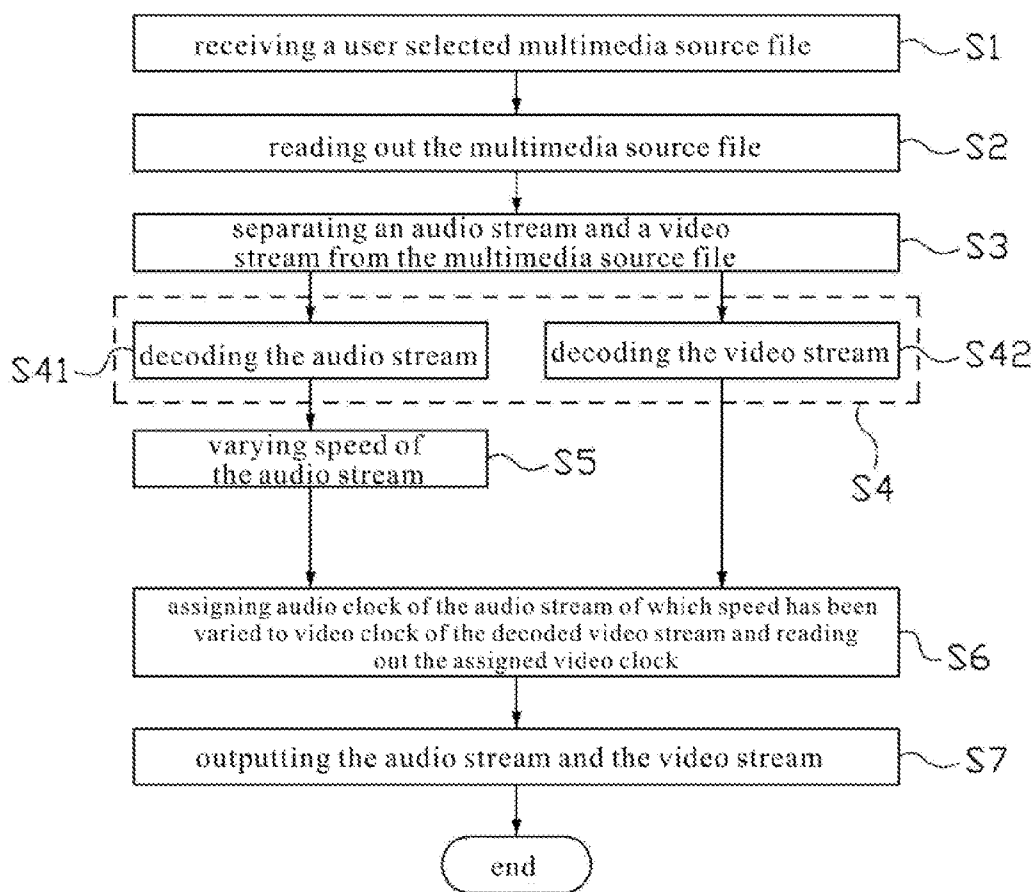 receiving a user selected multimedia source file
S1
reading out the multimedia source file
S2
separating an audio stream and a video
stream from the multimedia source file
S3
S41
decoding the audio stream
decoding the video stream
S42
varying speed of
the audio stream
S5
S4
assigning audio clock of the audio stream of which speed has been
varied to video clock of the decoded video stream and reading
out the assigned video clock
S6
outputting the audio stream and the video stream
S7
end